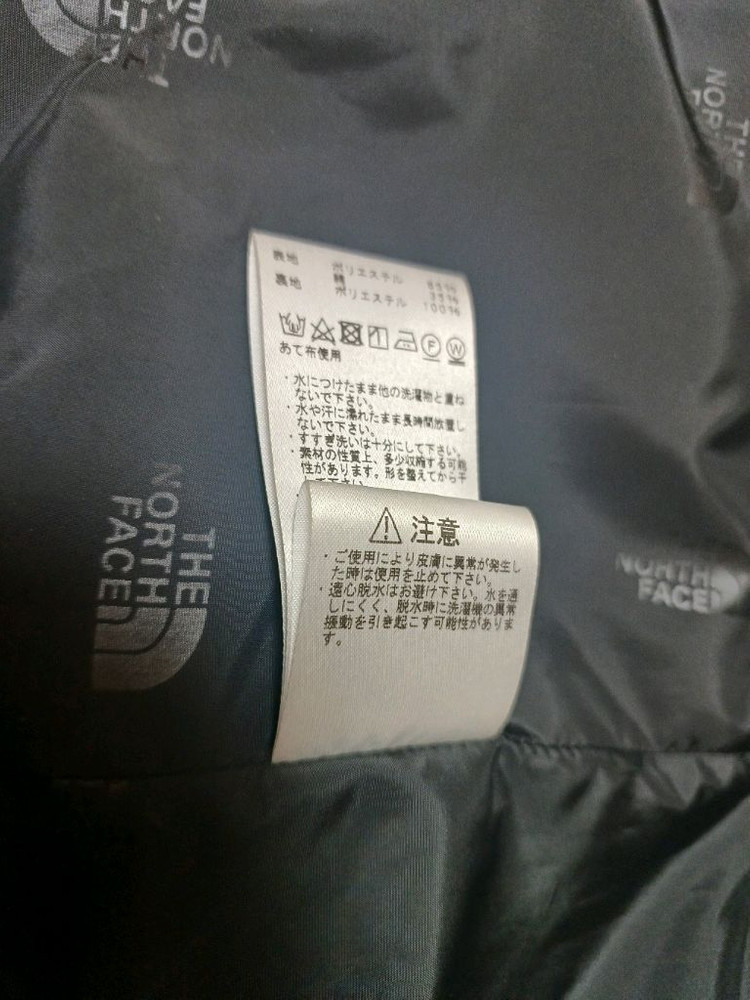 表地 ポリエステル 65%
綿 35%
裏地 ポリエステル 100%
F W
あて布使用
・水につけたまま他の洗濯物と重ね
ないで下さい。
・水や汗に濡れたまま長時間放置し
ないで下さい。
・すすぎ洗いは十分にして下さい。
・素材の性質上、多少収縮する可能
性があります。形を整えてから干
して下さい。
注意
・ご使用により皮膚に異常が発生し
た時は使用を止めて下さい。
・遠心脱水はお避け下さい。水を通
しにくく、脱水時に洗濯機の異常
振動を引き起こす可能性がありま
す。
THE
NORTH
FACE
NORTH
FACE